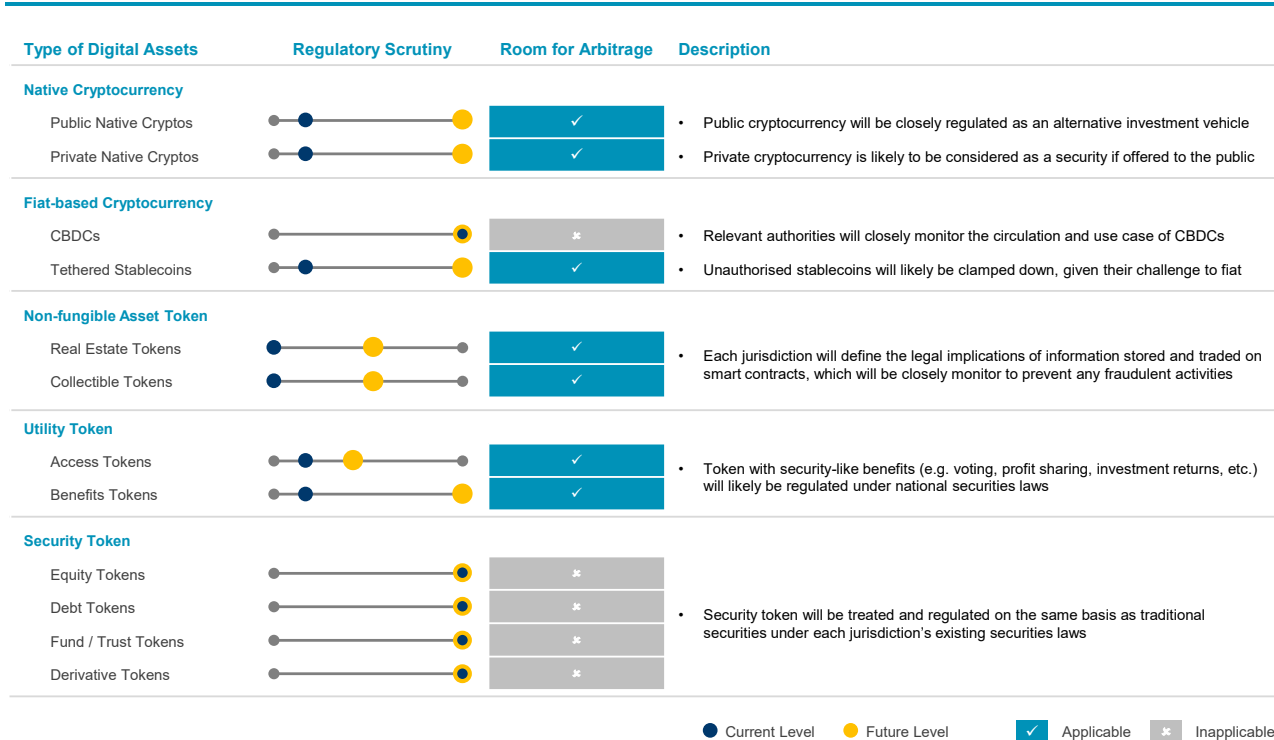 Type of Digital Assets Regulatory Scrutiny Room for Arbitrage Description
Native Cryptocurrency
Public Native Cryptos ✓ • Public cryptocurrency will be closely regulated as an alternative investment vehicle
Private Native Cryptos ✓ • Private cryptocurrency is likely to be considered as a security if offered to the public
Fiat-based Cryptocurrency
CBDCs ✖ • Relevant authorities will closely monitor the circulation and use case of CBDCs
Tethered Stablecoins ✓ • Unauthorised stablecoins will likely be clamped down, given their challenge to fiat
Non-fungible Asset Token
Real Estate Tokens ✓
Collectible Tokens ✓
• Each jurisdiction will define the legal implications of information stored and traded on
smart contracts, which will be closely monitor to prevent any fraudulent activities
Utility Token
Access Tokens ✓
Benefits Tokens ✓
• Token with security-like benefits (e.g. voting, profit sharing, investment returns, etc.)
will likely be regulated under national securities laws
Security Token
Equity Tokens ✖
Debt Tokens ✖
Fund / Trust Tokens ✖
Derivative Tokens ✖
• Security token will be treated and regulated on the same basis as traditional
securities under each jurisdiction's existing securities laws
Current Level Future Level ✓ Applicable ✖ Inapplicable